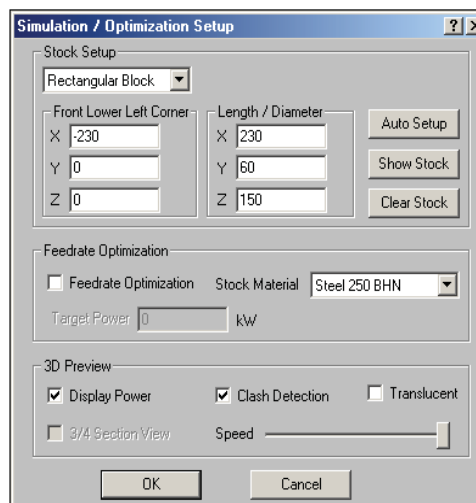 Simulation / Optimization Setup ? ×
Stock Setup
Rectangular Block
Front Lower Left Corner Length / Diameter
X -230 X 230 Auto Setup
Y 0 Y 60 Show Stock
Z 0 Z 150 Clear Stock
Feedrate Optimization
Feedrate Optimization Stock Material Steel 250 BHN
Target Power 0 kW
3D Preview
Display Power Clash Detection Translucent
3/4 Section View Speed
OK Cancel